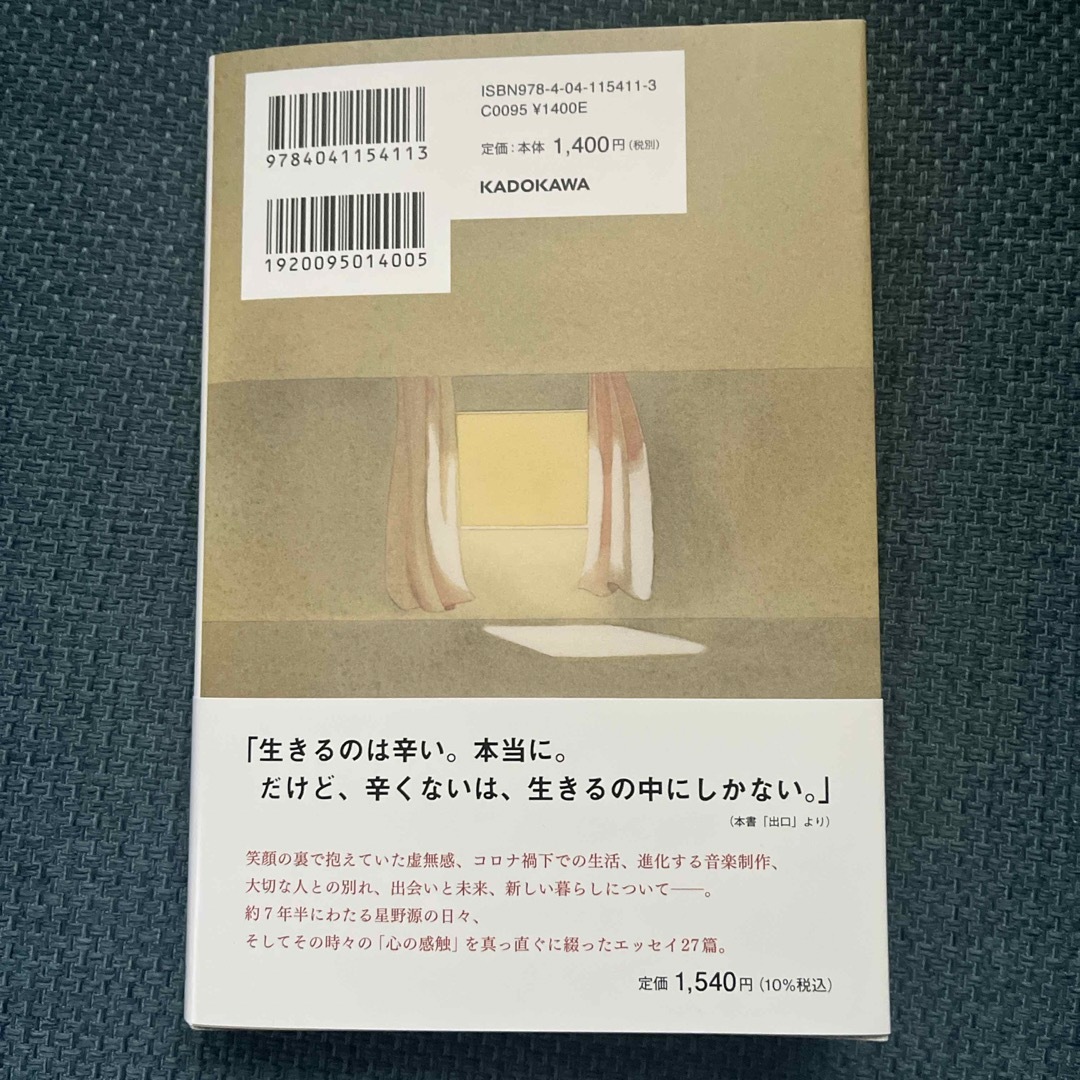 9784041154113
1920095014005
ISBN978-4-04-115411-3
C0095 ¥1400E
定価:本体 1,400円(税別)
KADOKAWA
「生きるのは辛い。本当に。
だけど、辛くないは、生きるの中にしかない。」
(本書「出口」より)
笑顔の裏で抱えていた虚無感、コロナ禍下での生活、進化する音楽制作、
大切な人との別れ、出会いと未来、新しい暮らしについて――。
約7年半にわたる星野源の日々、
そしてその時々の「心の感触」を真っ直ぐに綴ったエッセイ27篇。
定価 1,540円(10%税込)